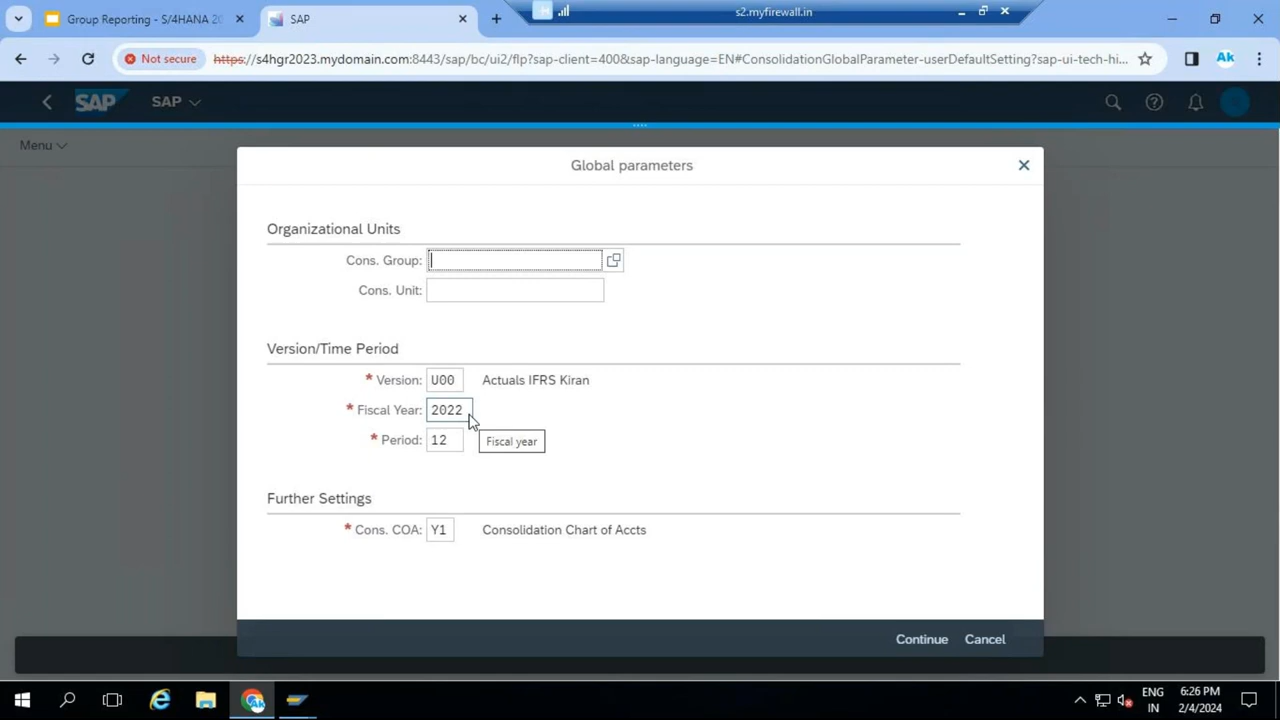 Group Reporting - S/4HANA 20
SAP
s2.myfirewall.in
Not secure
https://s4hgr2023.mydomain.com:8443/sap/bc/ui2/flp?sap-client=400&sap-language=EN#ConsolidationGlobalParameter-userDefaultSetting?sap-ui-tech-hi...
Ak
SAP
SAP
Menu
Global parameters
Organizational Units
Cons. Group:
Cons. Unit:
Version/Time Period
* Version: U00 Actuals IFRS Kiran
* Fiscal Year: 2022
* Period: 12
Fiscal year
Further Settings
* Cons. COA: Y1 Consolidation Chart of Accts
Continue Cancel
Ak
ENG
IN
6:26 PM
2/4/2024